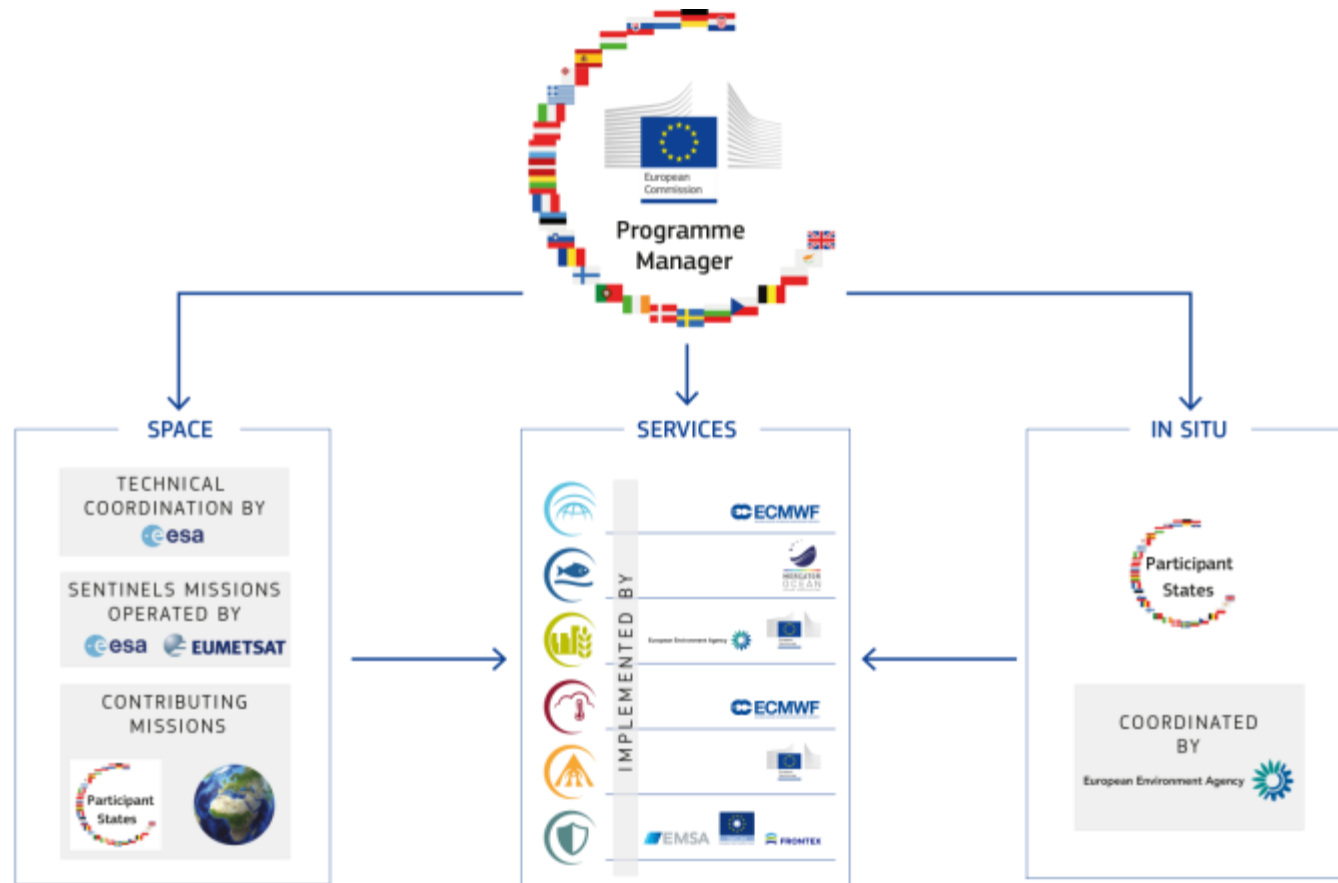 European
Commission
Programme
Manager
SPACE
TECHNICAL
COORDINATION BY
esa
SENTINELS MISSIONS
OPERATED BY
esa EUMETSAT
CONTRIBUTING
MISSIONS
Participant
States
SERVICES
IMPLEMENTED BY
ECMWF
MERCATOR
OCEAN
European Environment Agency
ECMWF
EMSA
FRONTEX
IN SITU
Participant
States
COORDINATED
BY
European Environment Agency